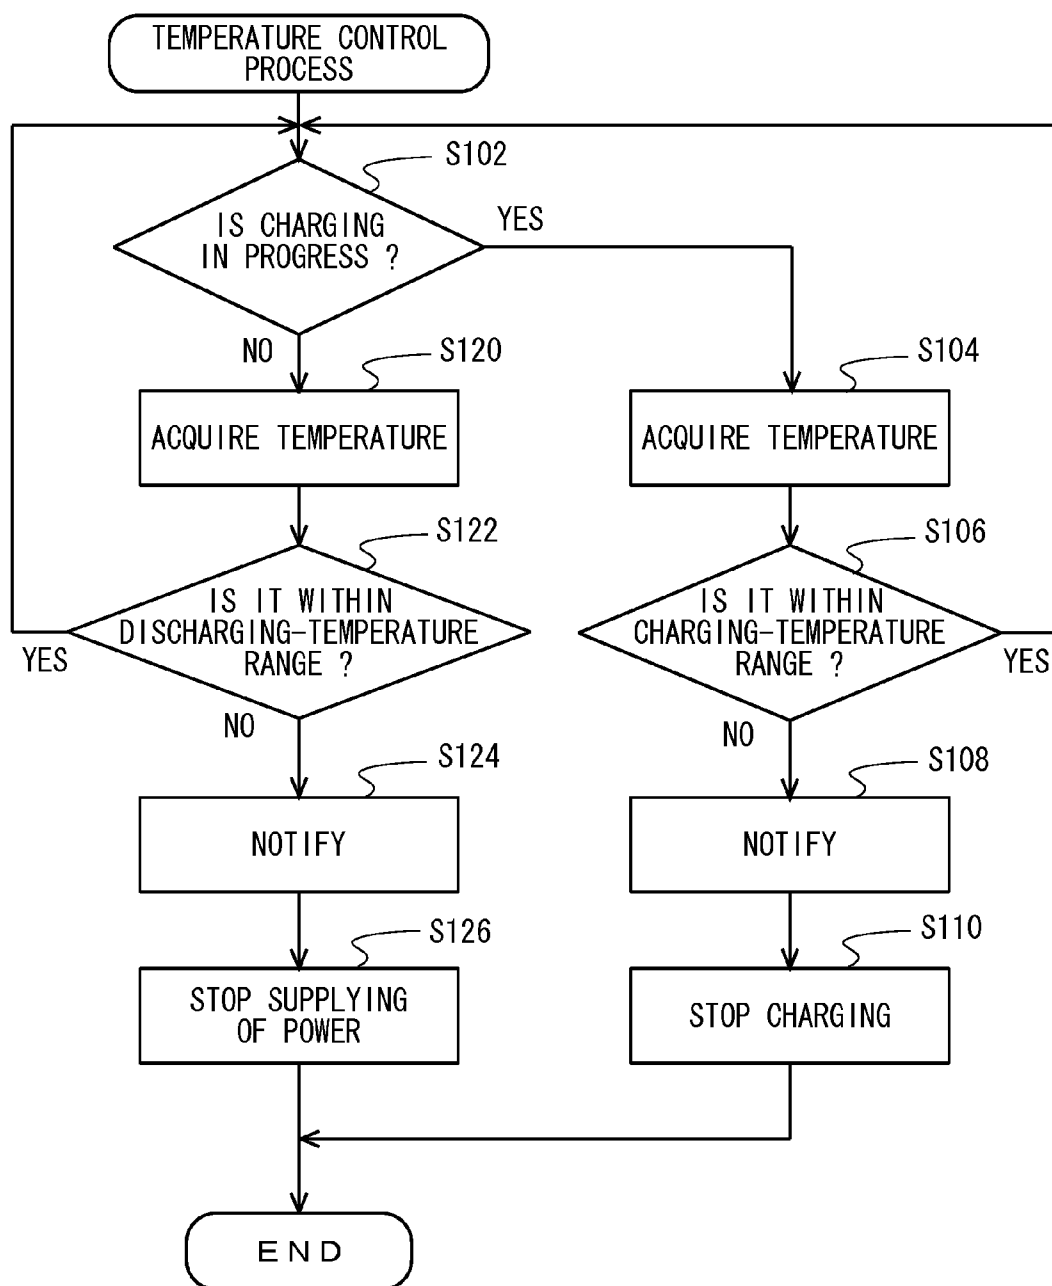 TEMPERATURE CONTROL
PROCESS
S102
IS CHARGING
IN PROGRESS ?
YES
NO
S120
S104
ACQUIRE TEMPERATURE
ACQUIRE TEMPERATURE
S122
S106
IS IT WITHIN
DISCHARGING-TEMPERATURE
RANGE ?
IS IT WITHIN
CHARGING-TEMPERATURE
RANGE ?
YES
YES
NO
NO
S124
S108
NOTIFY
NOTIFY
S126
S110
STOP SUPPLYING
OF POWER
STOP CHARGING
END